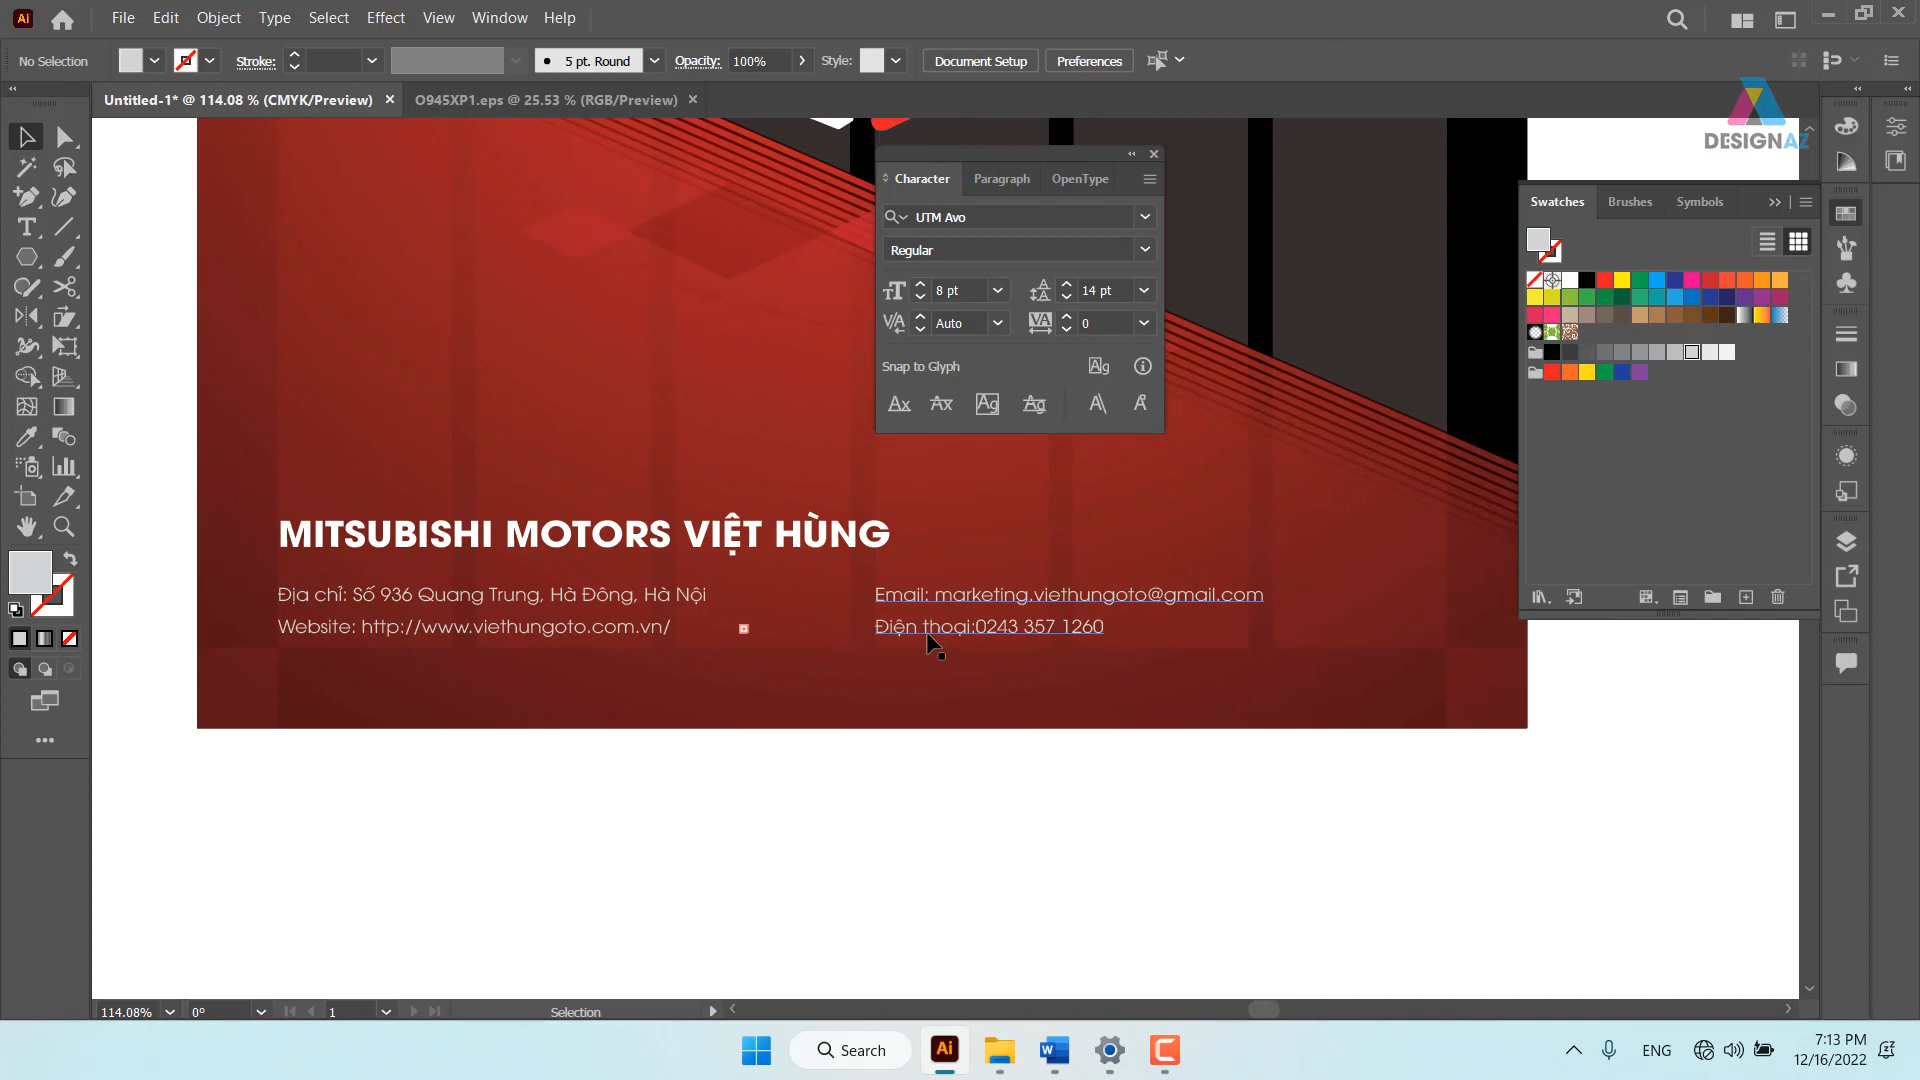 File Edit Object Type Select Effect View Window Help
No Selection Stroke: 5 pt. Round Opacity: 100% Style: Document Setup Preferences
Untitled-1* @ 114.08 % (CMYK/Preview) O945XP1.eps @ 25.53 % (RGB/Preview)
DESIGNAZ
Character Paragraph OpenType
UTM Avo
Regular
8 pt 14 pt
Auto 0
Snap to Glyph
Swatches Brushes Symbols
MITSUBISHI MOTORS VIỆT HÙNG
Địa chỉ: Số 936 Quang Trung, Hà Đông, Hà Nội
Website: http://www.viethungoto.com.vn/
Email: marketing.viethungoto@gmail.com
Điện thoại:0243 357 1260
114.08% 0° 1 Selection
Search
ENG
7:13 PM
12/16/2022